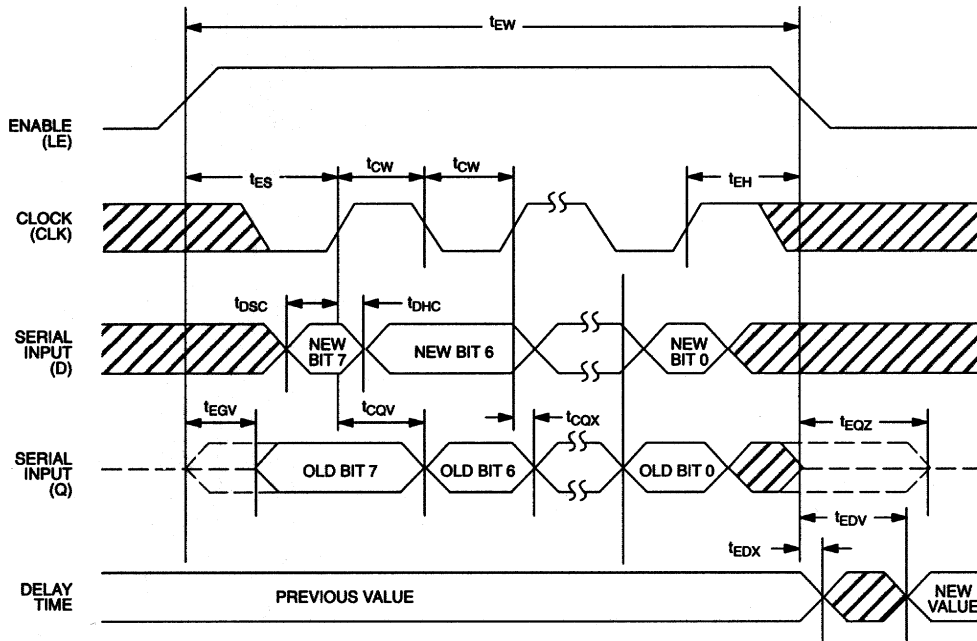 tEW
ENABLE
(LE)
tES
tCW
tCW
tEH
CLOCK
(CLK)
tDSC
tDHC
SERIAL
INPUT
(D)
NEW
BIT 7
NEW BIT 6
NEW
BIT 0
tEGV
tCQV
tCQX
tEQZ
SERIAL
INPUT
(Q)
OLD BIT 7
OLD BIT 6
OLD BIT 0
tEDV
tEDX
DELAY
TIME
PREVIOUS VALUE
NEW
VALUE